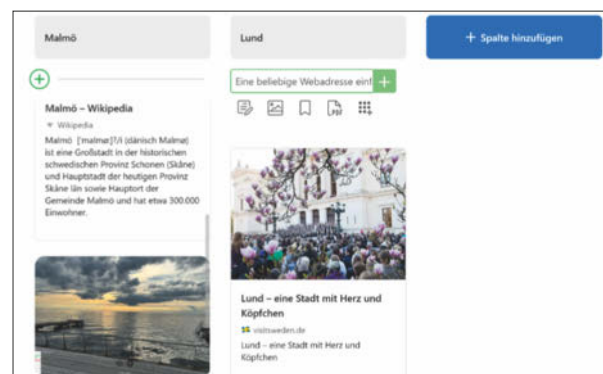 Malmö
Malmö – Wikipedia
Wikipedia
Malmö ['malmø:]?/i (dänisch Malmø)
ist eine Großstadt in der historischen
schwedischen Provinz Schonen (Skåne)
und Hauptstadt der heutigen Provinz
Skåne län sowie Hauptort der
Gemeinde Malmö und hat etwa 300.000
Einwohner.
Lund
Eine beliebige Webadresse einf
PDF
Lund – eine Stadt mit Herz und
Köpfchen
visitsweden.de
Lund – eine Stadt mit Herz und
Köpfchen
+ Spalte hinzufügen